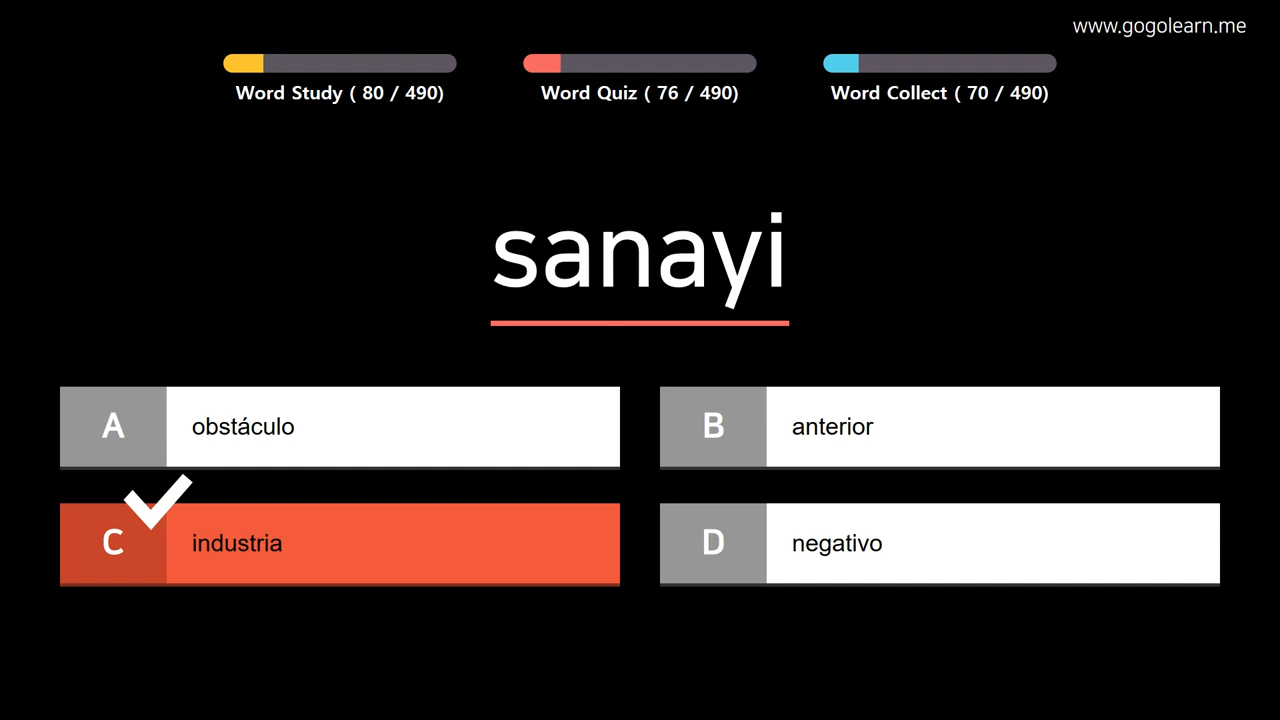 www.gogolearn.me
Word Study ( 80 / 490)
Word Quiz ( 76 / 490)
Word Collect ( 70 / 490)
sanayi
A obstáculo
B anterior
C industria
D negativo